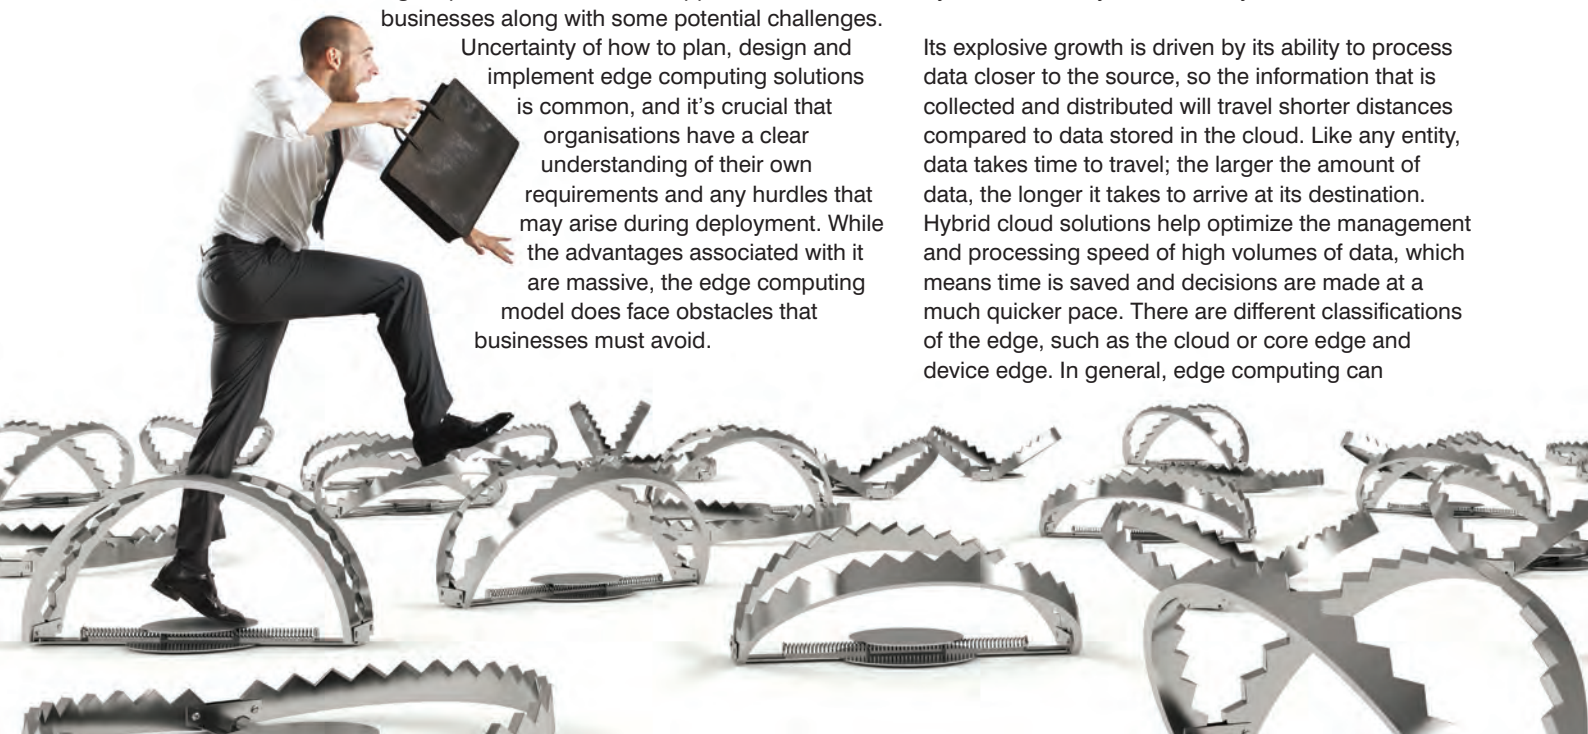 businesses along with some potential challenges.
Uncertainty of how to plan, design and
implement edge computing solutions
is common, and it’s crucial that
organisations have a clear
understanding of their own
requirements and any hurdles that
may arise during deployment. While
the advantages associated with it
are massive, the edge computing
model does face obstacles that
businesses must avoid.
Its explosive growth is driven by its ability to process
data closer to the source, so the information that is
collected and distributed will travel shorter distances
compared to data stored in the cloud. Like any entity,
data takes time to travel; the larger the amount of
data, the longer it takes to arrive at its destination.
Hybrid cloud solutions help optimize the management
and processing speed of high volumes of data, which
means time is saved and decisions are made at a
much quicker pace. There are different classifications
of the edge, such as the cloud or core edge and
device edge. In general, edge computing can